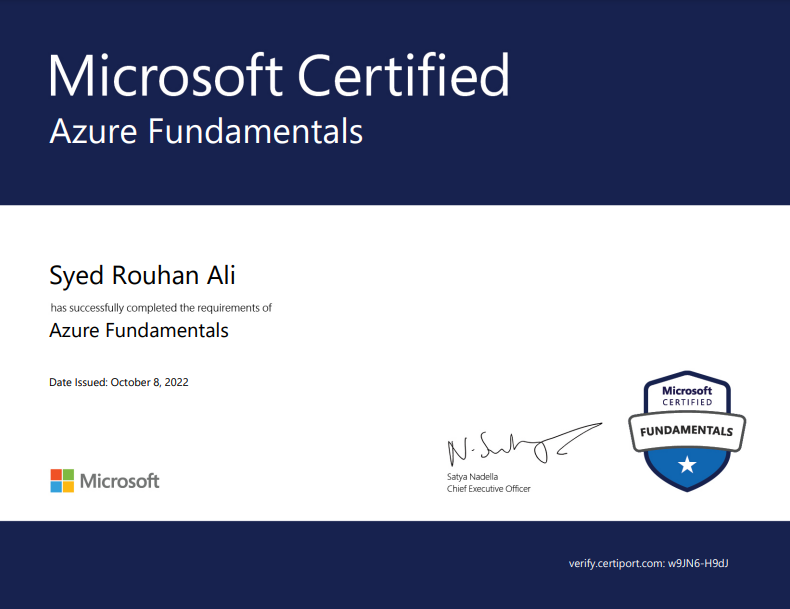 Microsoft Certified
Azure Fundamentals
Syed Rouhan Ali
has successfully completed the requirements of
Azure Fundamentals
Date Issued: October 8, 2022
Microsoft
CERTIFIED
FUNDAMENTALS
Microsoft
Satya Nadella
Chief Executive Officer
verify.certiport.com: w9JN6-H9dJ